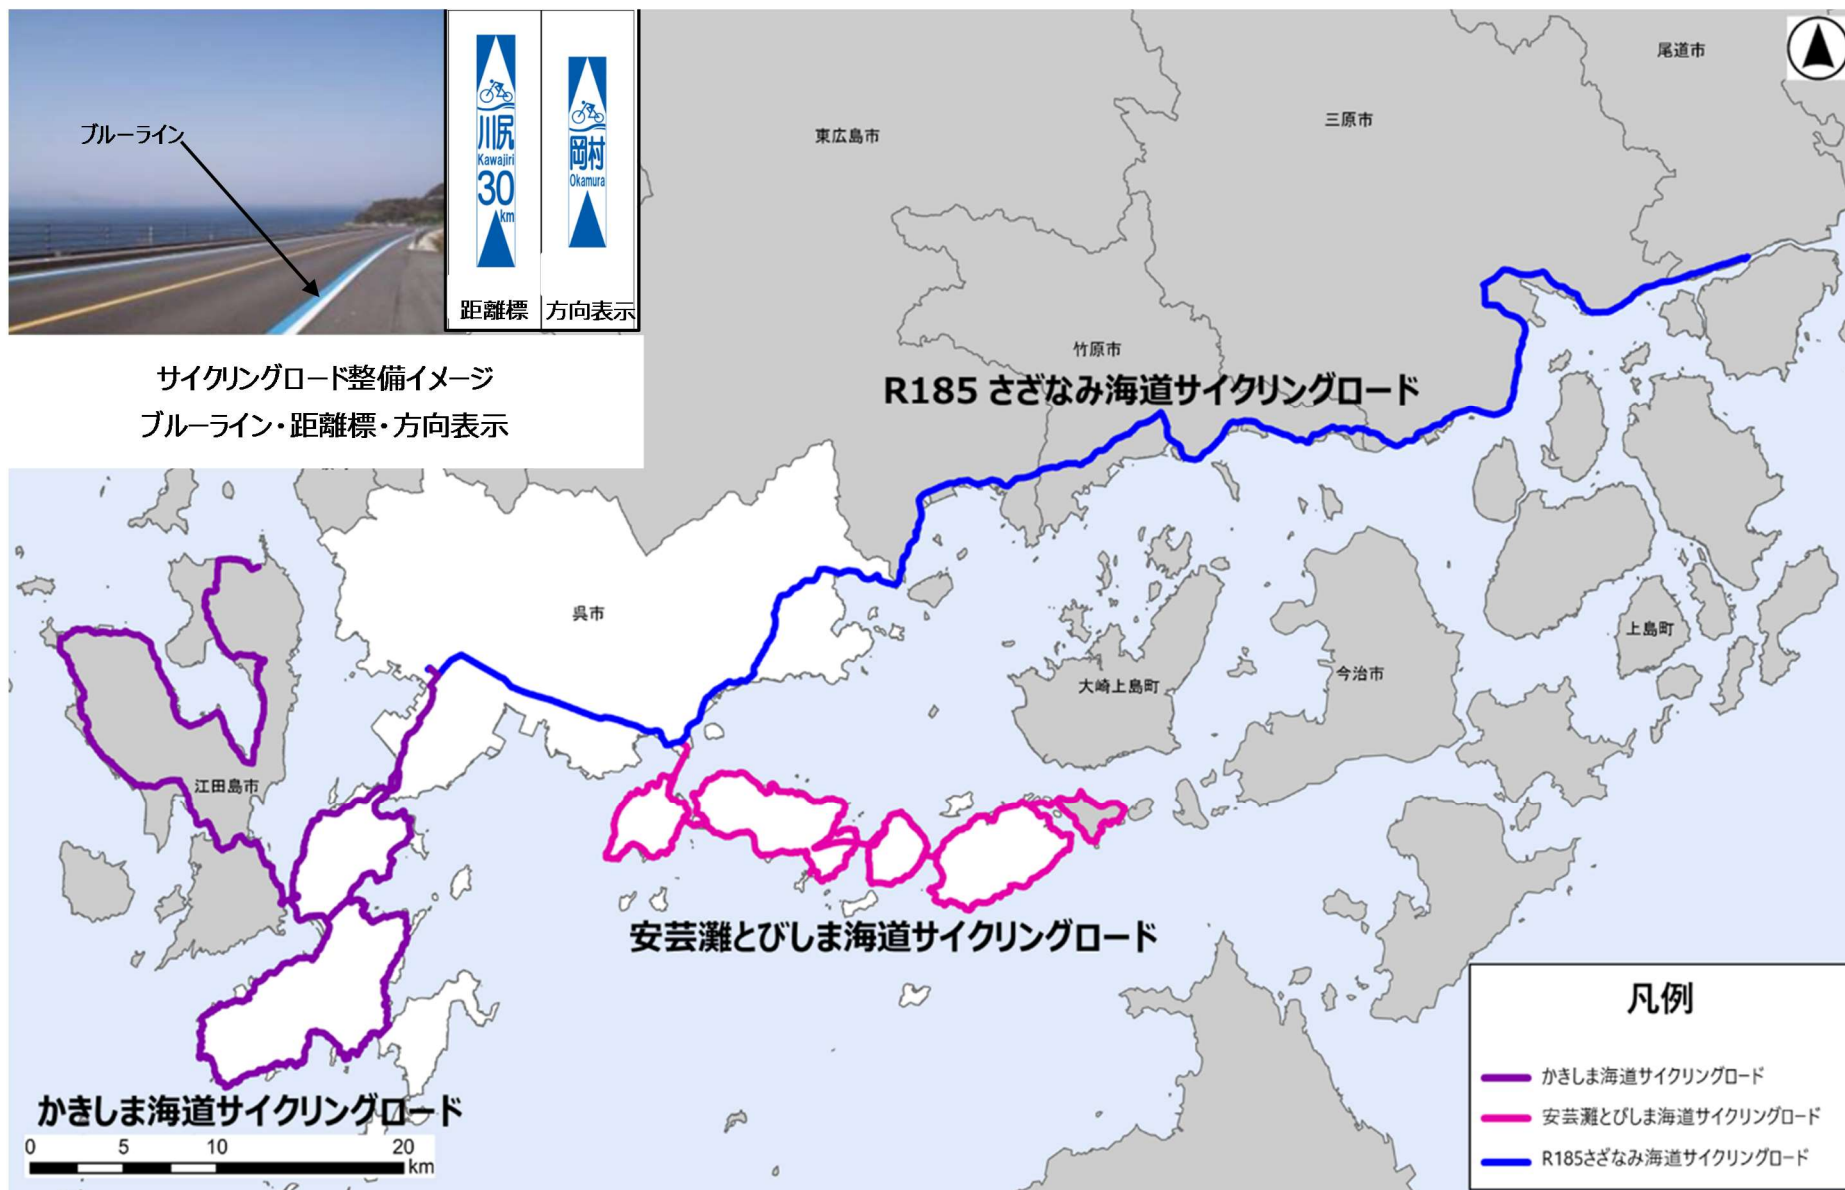 ブルーライン
川尻
Kawajiri
30
km
距離標
岡村
Okamura
方向表示
サイクリングロード整備イメージ
ブルーライン・距離標・方向表示
尾道市
三原市
東広島市
竹原市
R185 さざなみ海道サイクリングロード
呉市
上島町
今治市
大崎上島町
江田島市
安芸灘とびしま海道サイクリングロード
かきしま海道サイクリングロード
0 5 10 20
km
凡例
かきしま海道サイクリングロード
安芸灘とびしま海道サイクリングロード
R185さざなみ海道サイクリングロード